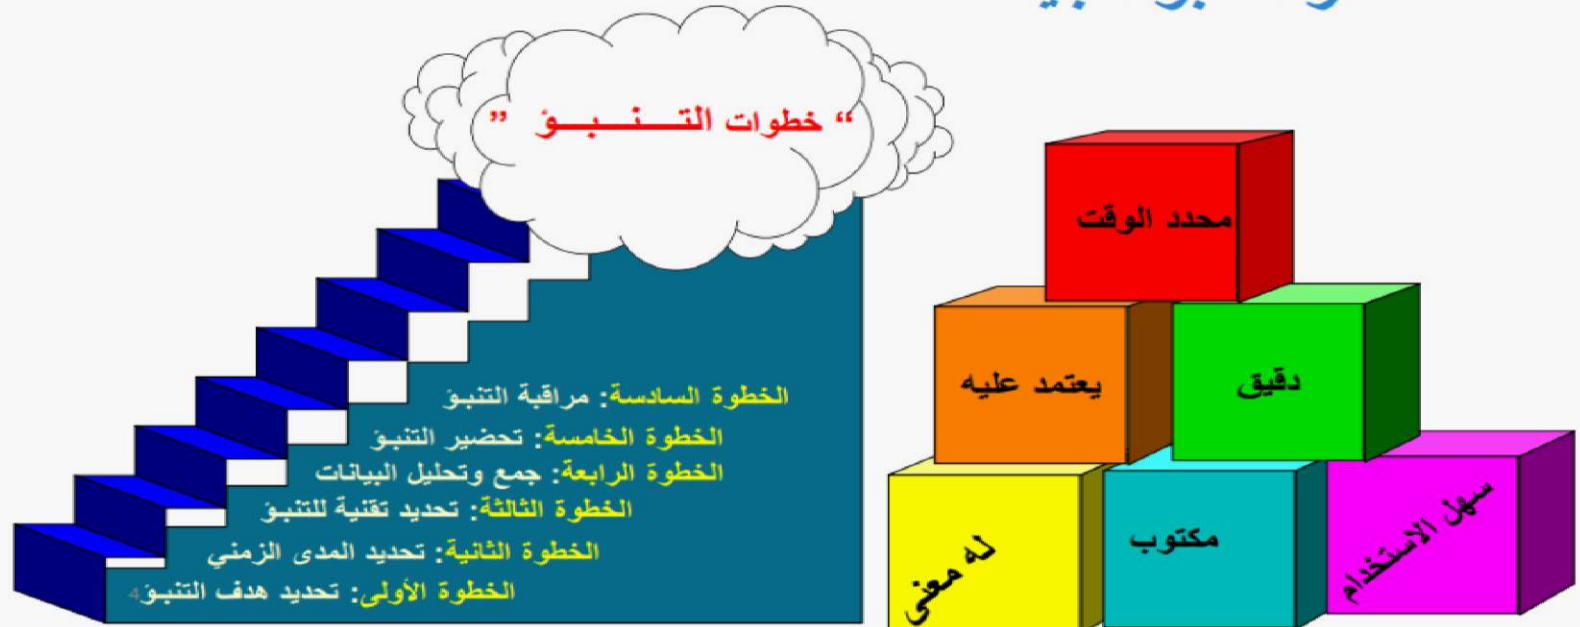 “ خطوات التـــنـــبـــؤ ”
الخطوة السادسة: مراقبة التنبؤ
الخطوة الخامسة: تحضير التنبؤ
الخطوة الرابعة: جمع وتحليل البيانات
الخطوة الثالثة: تحديد تقنية للتنبؤ
الخطوة الثانية: تحديد المدى الزمني
الخطوة الأولى: تحديد هدف التنبؤ
4
محدد الوقت
دقيق
يعتمد عليه
سهل الاستخدام
مكتوب
له معنى